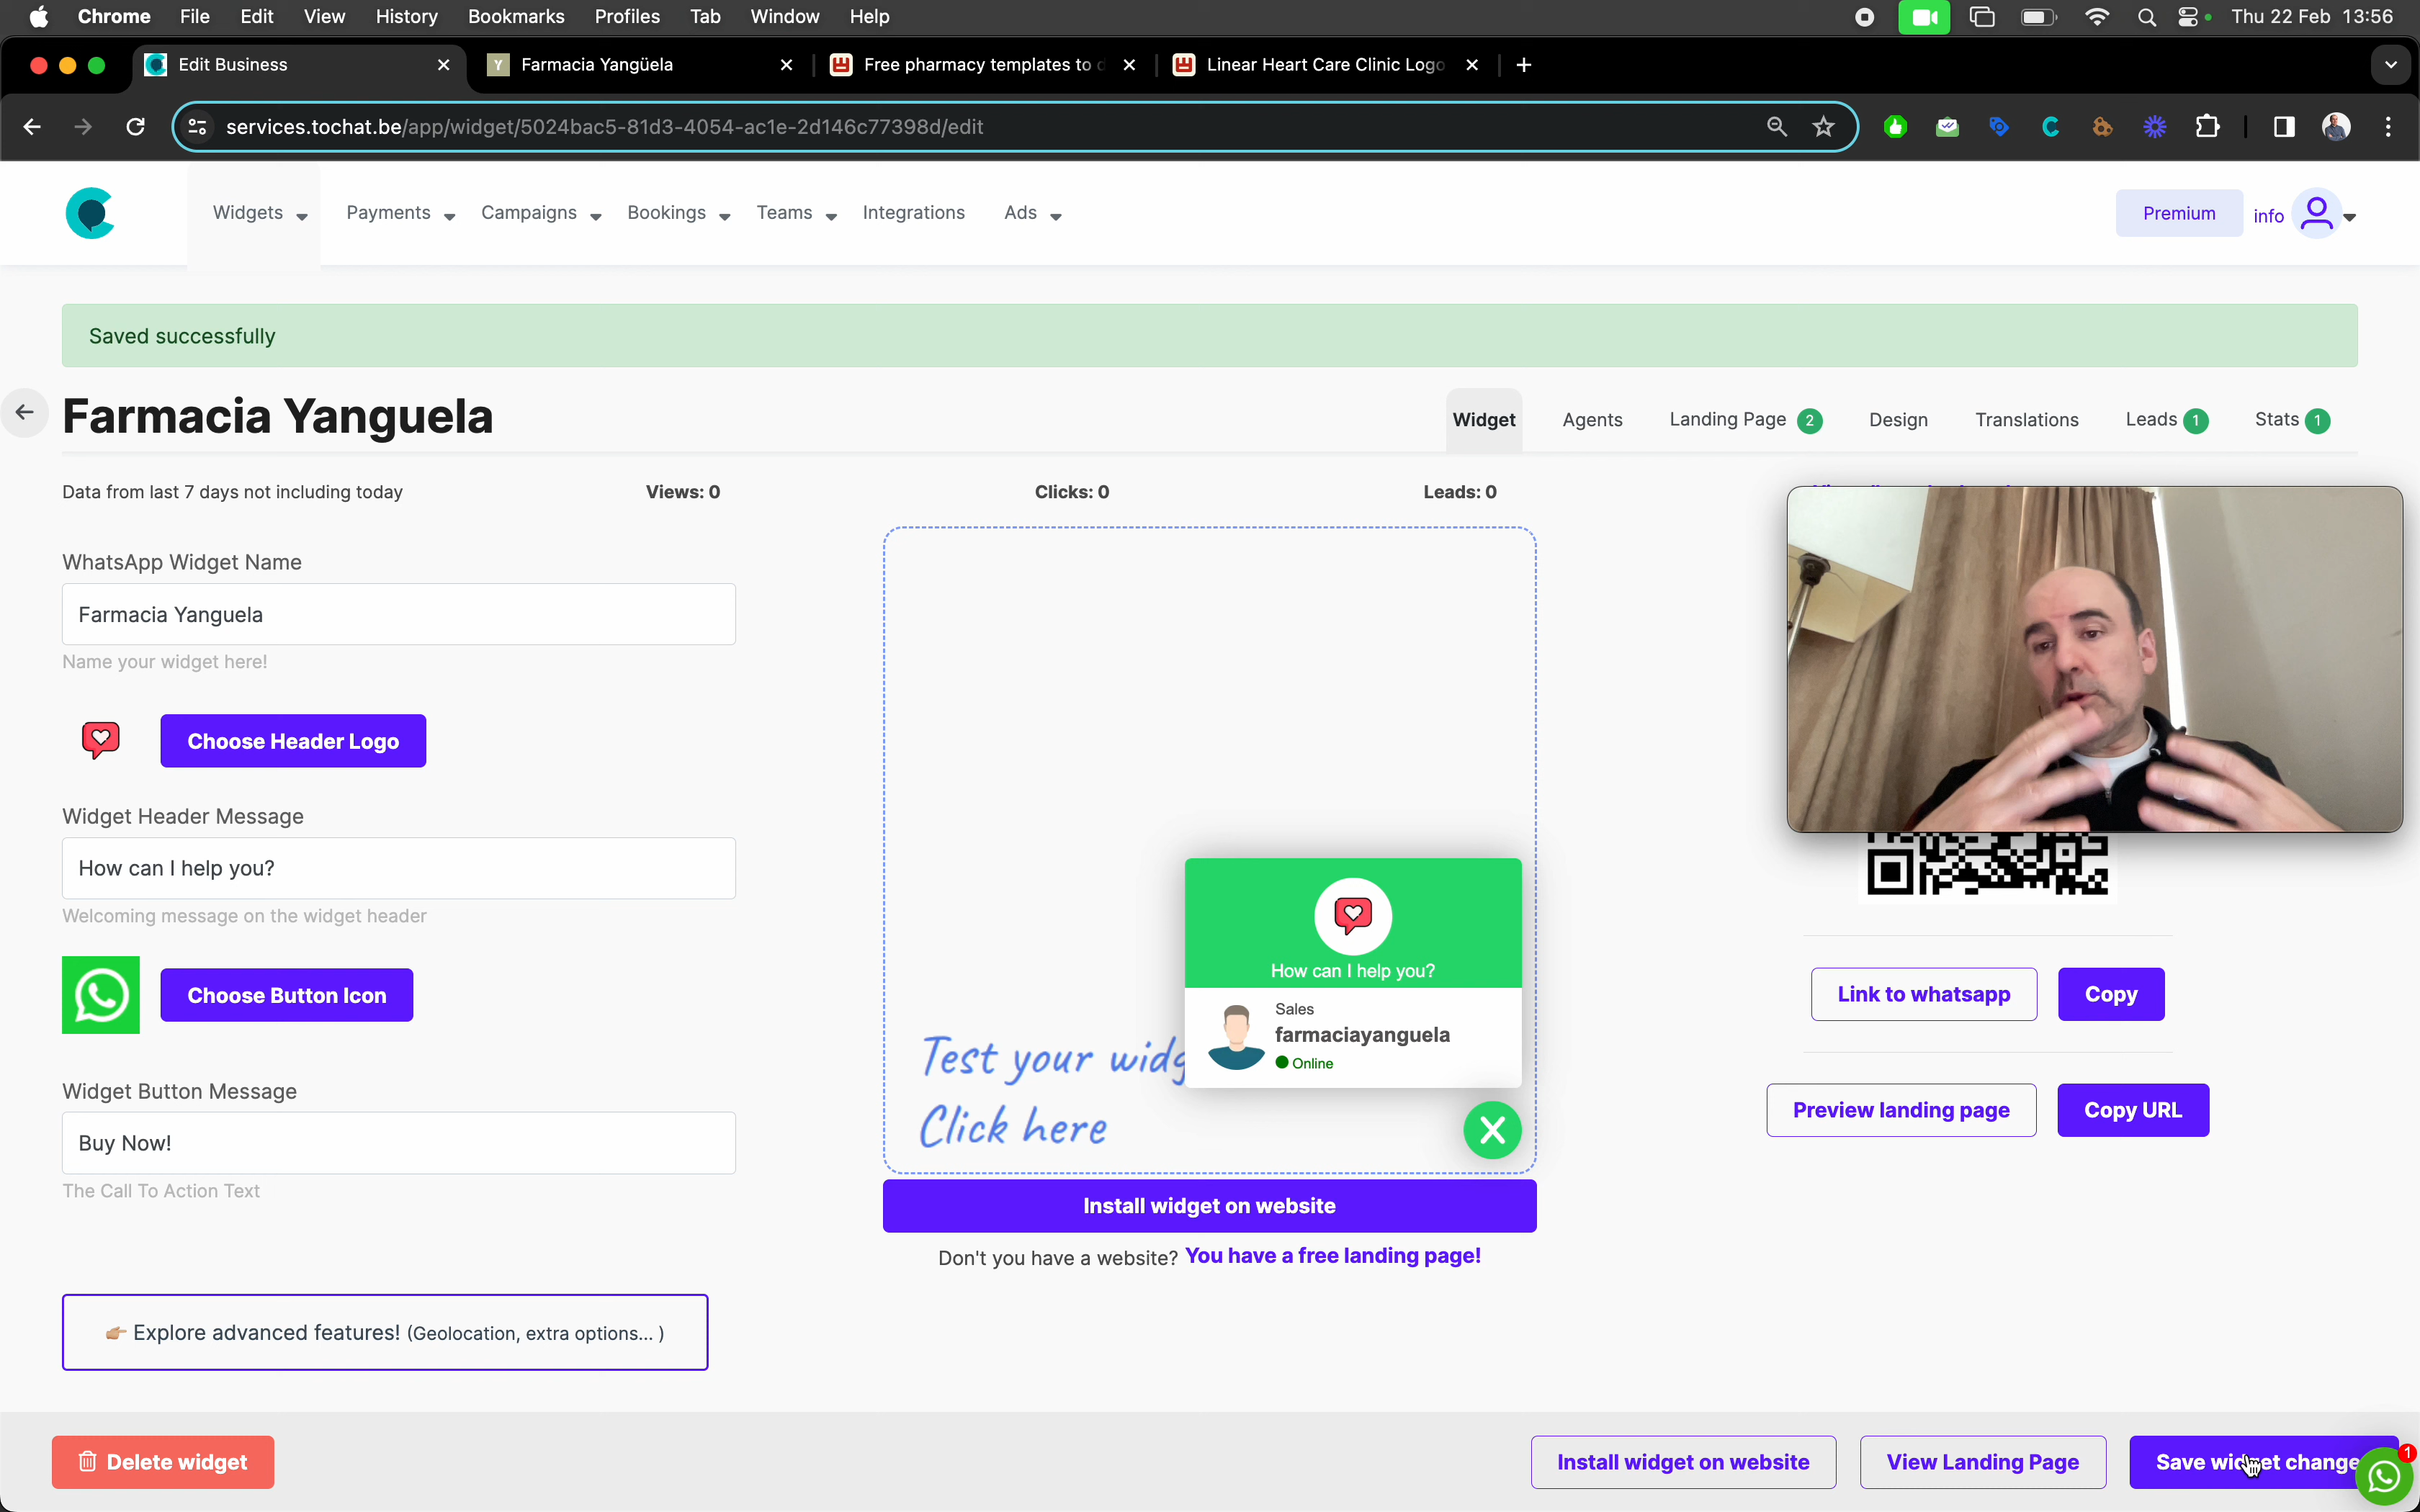 Chrome File Edit View History Bookmarks Profiles Tab Window Help Thu 22 Feb 13:56
Edit Business Y Farmacia Yangüela Free pharmacy templates to Linear Heart Care Clinic Logo
services.tochat.be/app/widget/5024bac5-81d3-4054-ac1e-2d146c77398d/edit
Widgets Payments Campaigns Bookings Teams Integrations Ads Premium info
Saved successfully
Farmacia Yanguela
Widget Agents Landing Page 2 Design Translations Leads 1 Stats 1
Data from last 7 days not including today Views: 0 Clicks: 0 Leads: 0
WhatsApp Widget Name
Farmacia Yanguela
Name your widget here!
Choose Header Logo
Widget Header Message
How can I help you?
Welcoming message on the widget header
Choose Button Icon
Widget Button Message
Buy Now!
The Call To Action Text
👉🏼 Explore advanced features! (Geolocation, extra options... )
How can I help you?
Sales
farmaciayanguela
Online
Test your widg
Click here
Install widget on website
Don't you have a website? You have a free landing page!
Link to whatsapp Copy
Preview landing page Copy URL
Delete widget Install widget on website View Landing Page Save widget change
1